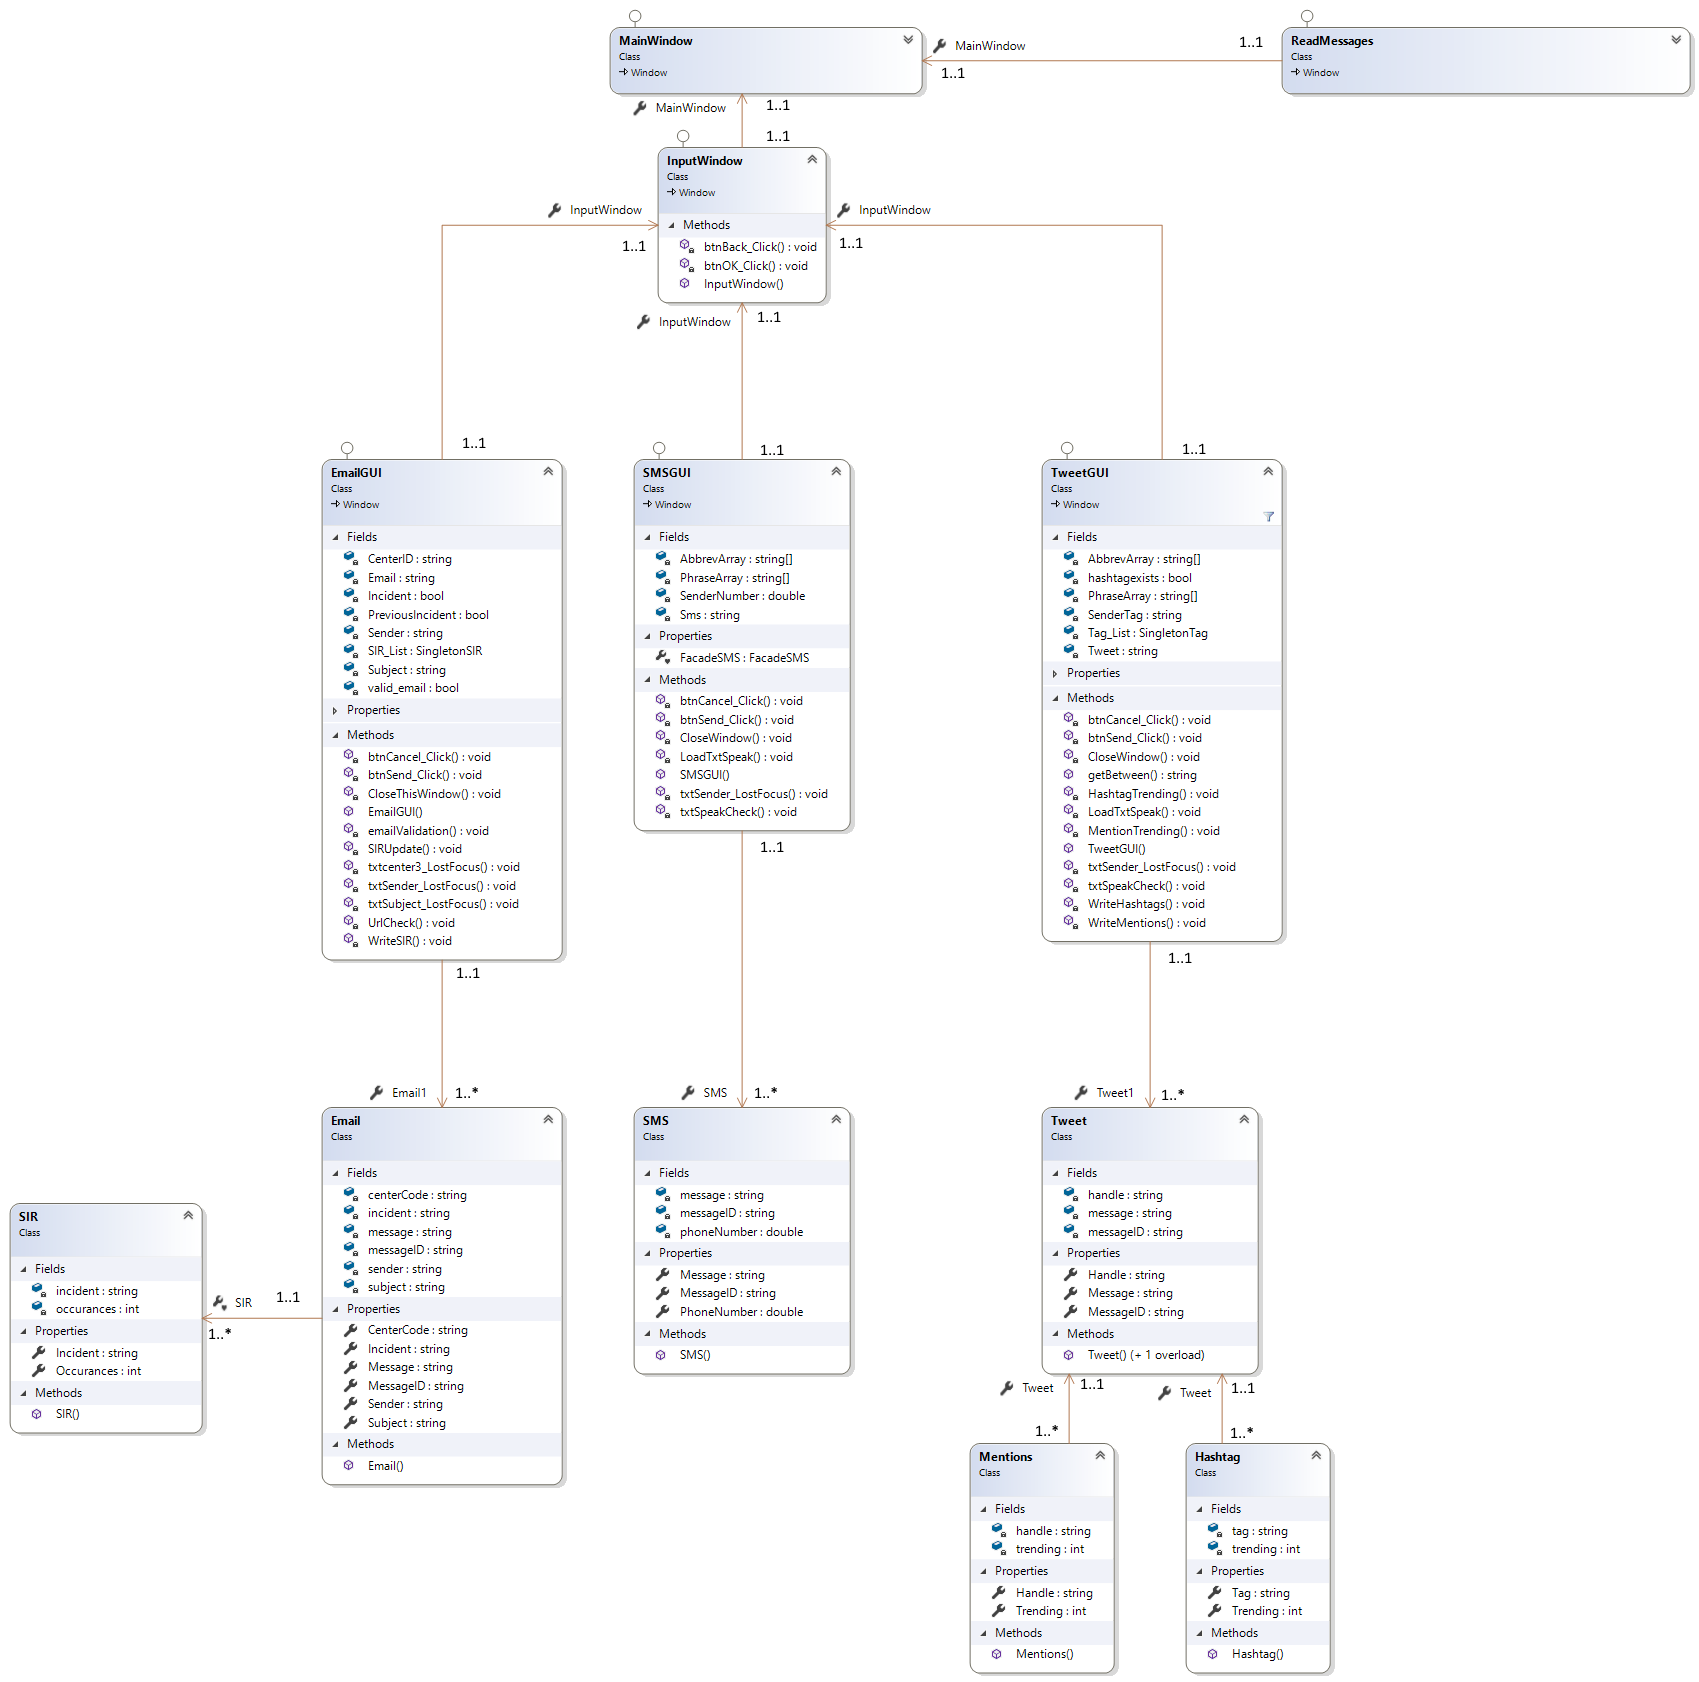 MainWindow
Class
Window
MainWindow
1..1
1..1
ReadMessages
Class
Window
MainWindow
1..1
1..1
InputWindow
Class
Window
Methods
btnBack_Click() : void
btnOK_Click() : void
InputWindow()
InputWindow
1..1
InputWindow
1..1
InputWindow
1..1
1..1
1..1
1..1
EmailGUI
Class
Window
Fields
CenterID : string
Email : string
Incident : bool
PreviousIncident : bool
Sender : string
SIR_List : SingletonSIR
Subject : string
valid_email : bool
Properties
Methods
btnCancel_Click() : void
btnSend_Click() : void
CloseThisWindow() : void
EmailGUI()
emailValidation() : void
SIRUpdate() : void
txtcenter3_LostFocus() : void
txtSender_LostFocus() : void
txtSubject_LostFocus() : void
UrlCheck() : void
WriteSIR() : void
1..1
SMSGUI
Class
Window
Fields
AbbrevArray : string[]
PhraseArray : string[]
SenderNumber : double
Sms : string
Properties
FacadeSMS : FacadeSMS
Methods
btnCancel_Click() : void
btnSend_Click() : void
CloseWindow() : void
LoadTxtSpeak() : void
SMSGUI()
txtSender_LostFocus() : void
txtSpeakCheck() : void
1..1
TweetGUI
Class
Window
Fields
AbbrevArray : string[]
hashtagexists : bool
PhraseArray : string[]
SenderTag : string
Tag_List : SingletonTag
Tweet : string
Properties
Methods
btnCancel_Click() : void
btnSend_Click() : void
CloseWindow() : void
getBetween() : string
HashtagTrending() : void
LoadTxtSpeak() : void
MentionTrending() : void
TweetGUI()
txtSender_LostFocus() : void
txtSpeakCheck() : void
WriteHashtags() : void
WriteMentions() : void
1..1
Email1
1..*
SMS
1..*
Tweet1
1..*
SIR
Class
Fields
incident : string
occurances : int
Properties
Incident : string
Occurances : int
Methods
SIR()
SIR
1..1
1..*
Email
Class
Fields
centerCode : string
incident : string
message : string
messageID : string
sender : string
subject : string
Properties
CenterCode : string
Incident : string
Message : string
MessageID : string
Sender : string
Subject : string
Methods
Email()
SMS
Class
Fields
message : string
messageID : string
phoneNumber : double
Properties
Message : string
MessageID : string
PhoneNumber : double
Methods
SMS()
Tweet
Class
Fields
handle : string
message : string
messageID : string
Properties
Handle : string
Message : string
MessageID : string
Methods
Tweet() (+ 1 overload)
Tweet
1..1
Tweet
1..1
1..*
1..*
Mentions
Class
Fields
handle : string
trending : int
Properties
Handle : string
Trending : int
Methods
Mentions()
Hashtag
Class
Fields
tag : string
trending : int
Properties
Tag : string
Trending : int
Methods
Hashtag()